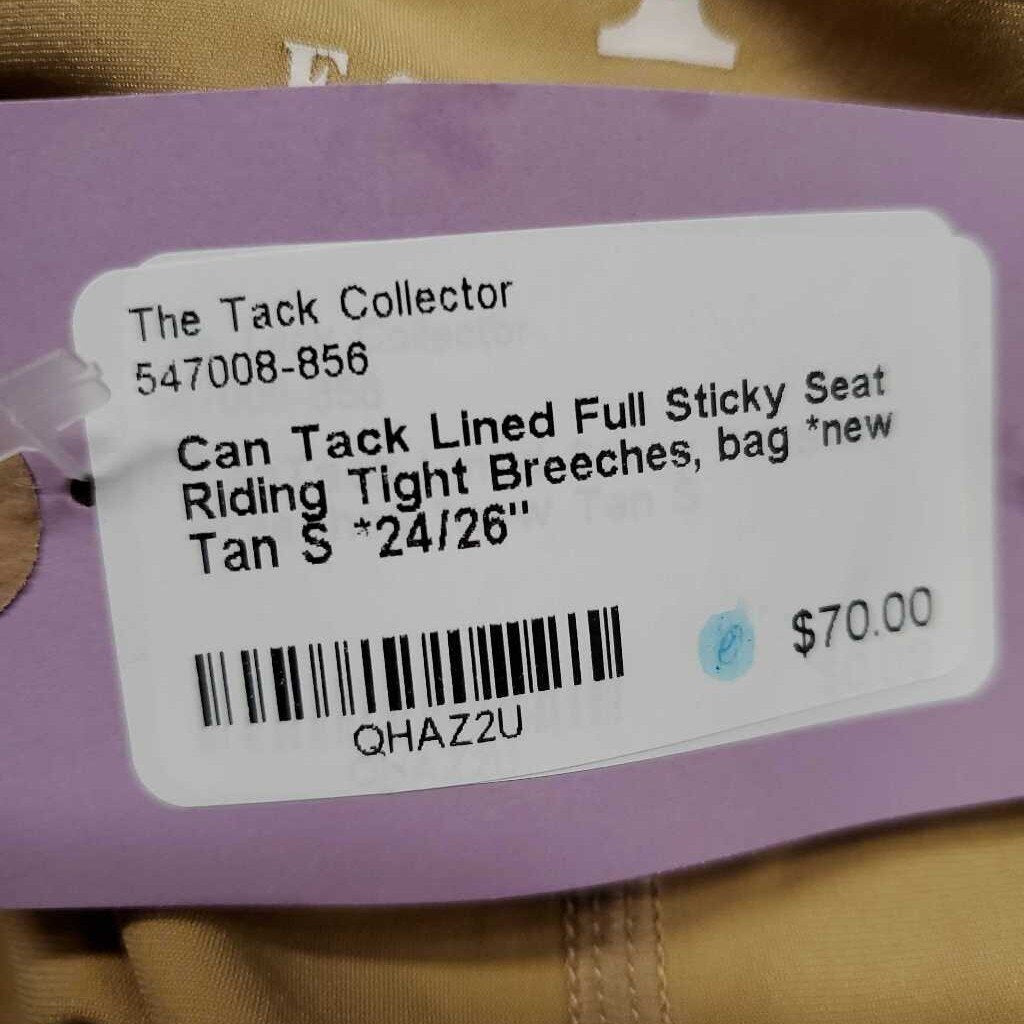 The Tack Collector
547008-856
Can Tack Lined Full Sticky Seat
Riding Tight Breeches, bag *new
Tan S *24/26"
e
$70.00
QHAZ2U